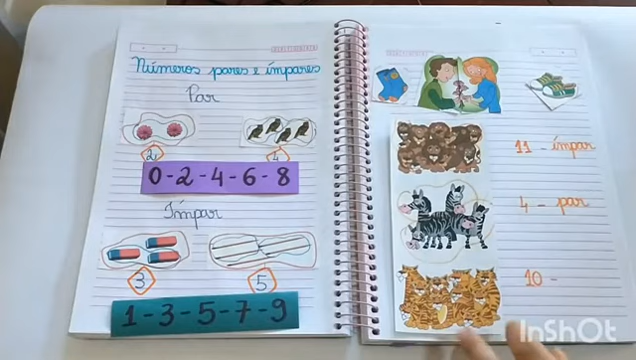 Números pares e ímpares
Par
2
4
0-2-4-6-8
Ímpar
3
5
1-3-5-7-9
11 - ímpar
4 - par
10 -
InShOt